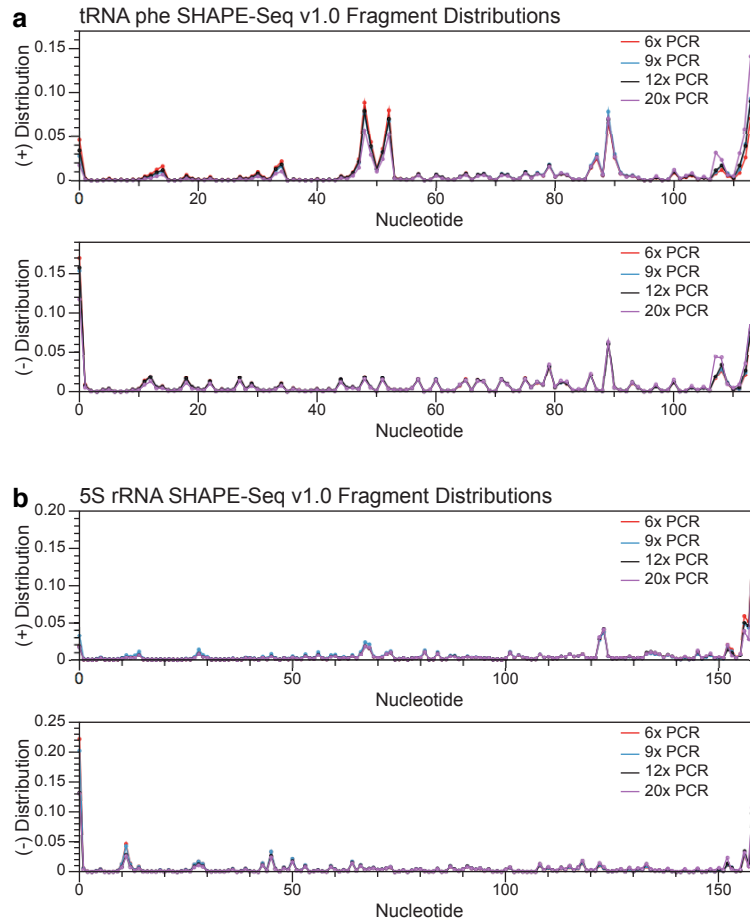 a
tRNA phe SHAPE-Seq v1.0 Fragment Distributions
(+) Distribution
0.15
0.10
0.05
0
6x PCR
9x PCR
12x PCR
20x PCR
0 20 40 60 80 100
Nucleotide
(-) Distribution
0.15
0.10
0.05
0
6x PCR
9x PCR
12x PCR
20x PCR
0 20 40 60 80 100
Nucleotide
b
5S rRNA SHAPE-Seq v1.0 Fragment Distributions
(+) Distribution
0.20
0.15
0.10
0.05
0
6x PCR
9x PCR
12x PCR
20x PCR
0 50 100 150
Nucleotide
(-) Distribution
0.25
0.20
0.15
0.10
0.05
0
6x PCR
9x PCR
12x PCR
20x PCR
0 50 100 150
Nucleotide